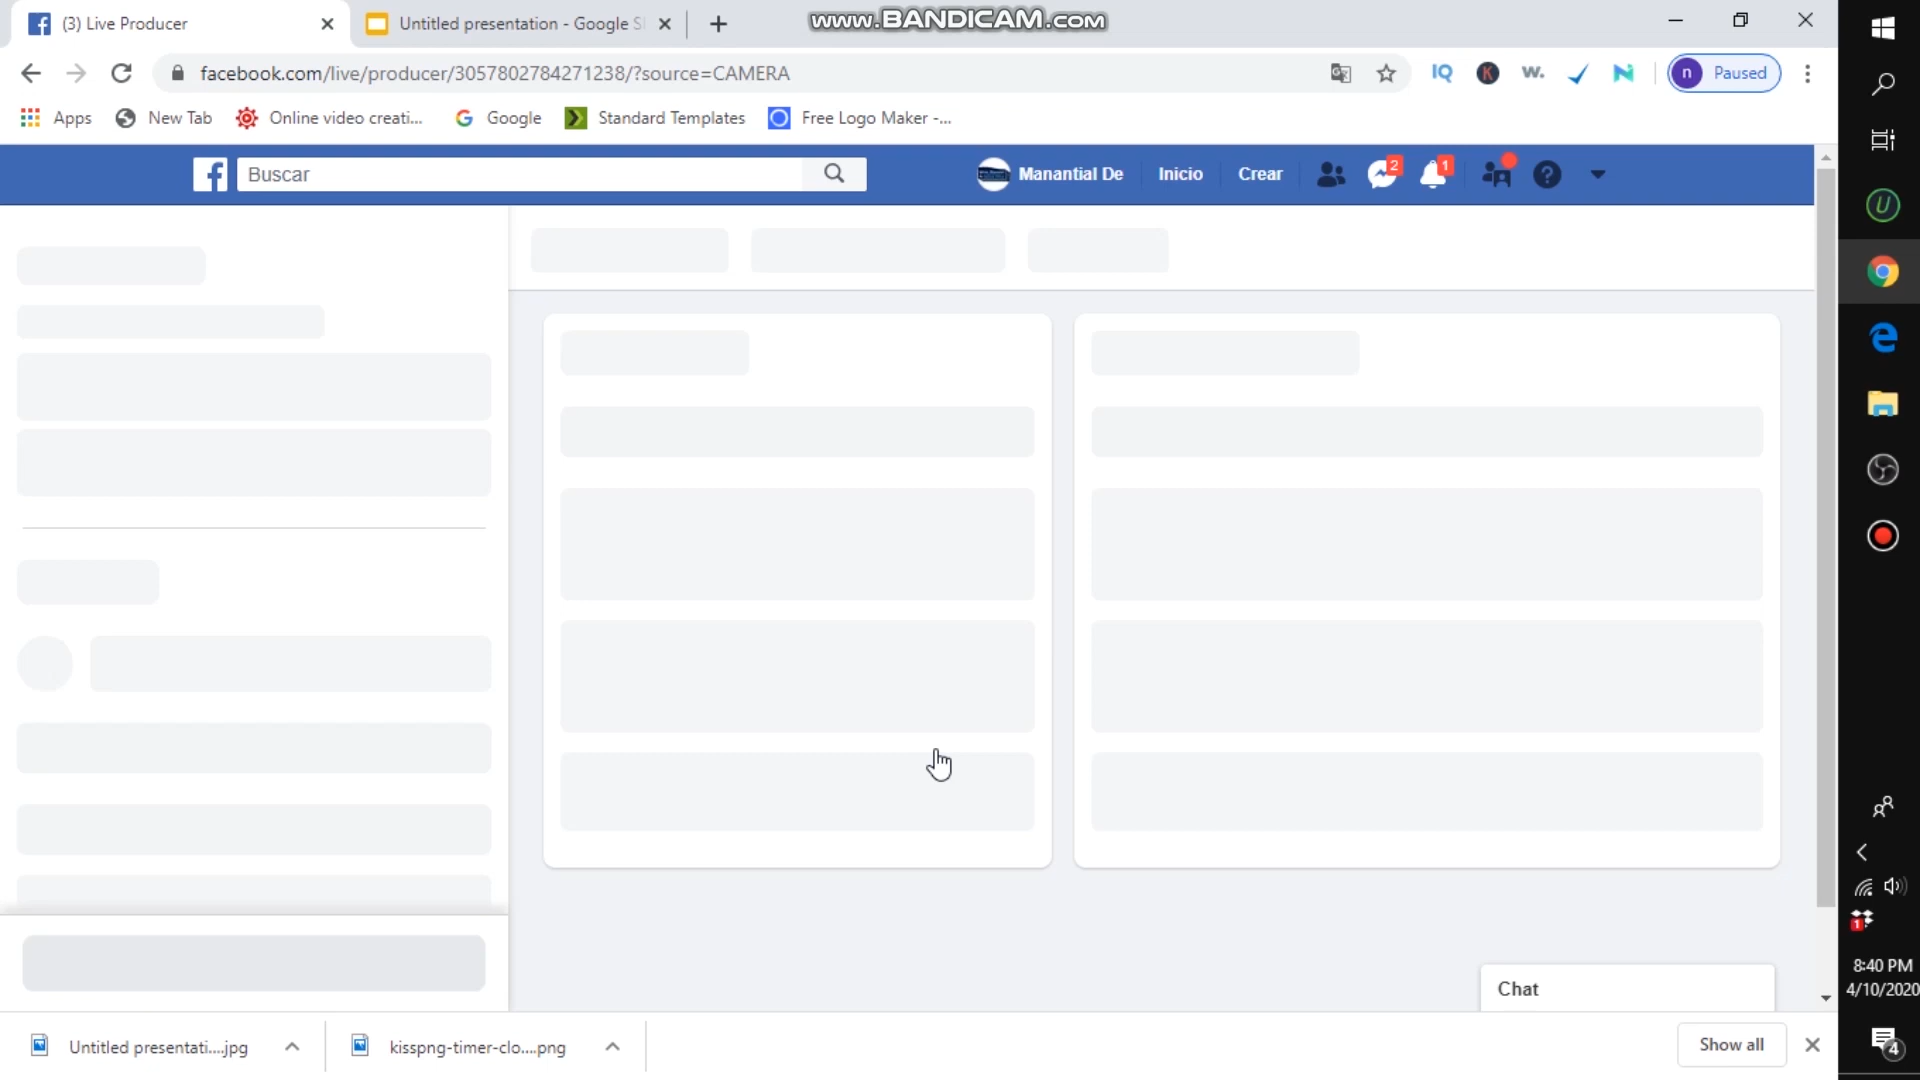 (3) Live Producer
Untitled presentation - Google Sl
www.BANDICAM.com
facebook.com/live/producer/3057802784271238/?source=CAMERA
IQ
K
w.
n
Paused
Apps
New Tab
Online video creati...
Google
Standard Templates
Free Logo Maker -...
Buscar
Manantial De
Inicio
Crear
2
1
Chat
1
8:40 PM
4/10/2020
Untitled presentati....jpg
kisspng-timer-clo....png
Show all
4